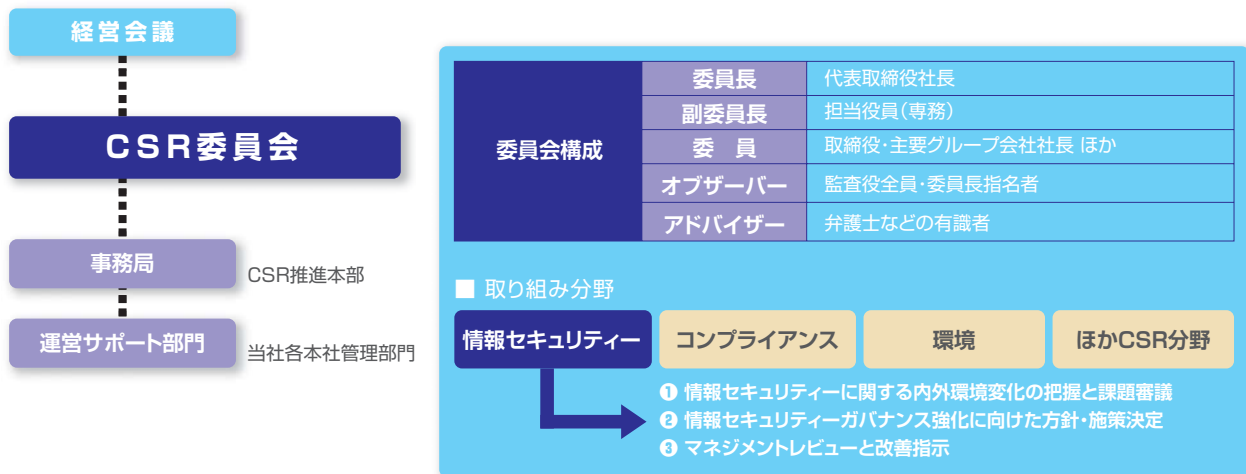 経営会議
CSR委員会
事務局
CSR推進本部
運営サポート部門
当社各本社管理部門
委員会構成
委員長
代表取締役社長
副委員長
担当役員(専務)
委 員
取締役・主要グループ会社社長 ほか
オブザーバー
監査役全員・委員長指名者
アドバイザー
弁護士などの有識者
■ 取り組み分野
情報セキュリティー
コンプライアンス
環境
ほかCSR分野
❶ 情報セキュリティーに関する内外環境変化の把握と課題審議
❷ 情報セキュリティーガバナンス強化に向けた方針・施策決定
❸ マネジメントレビューと改善指示